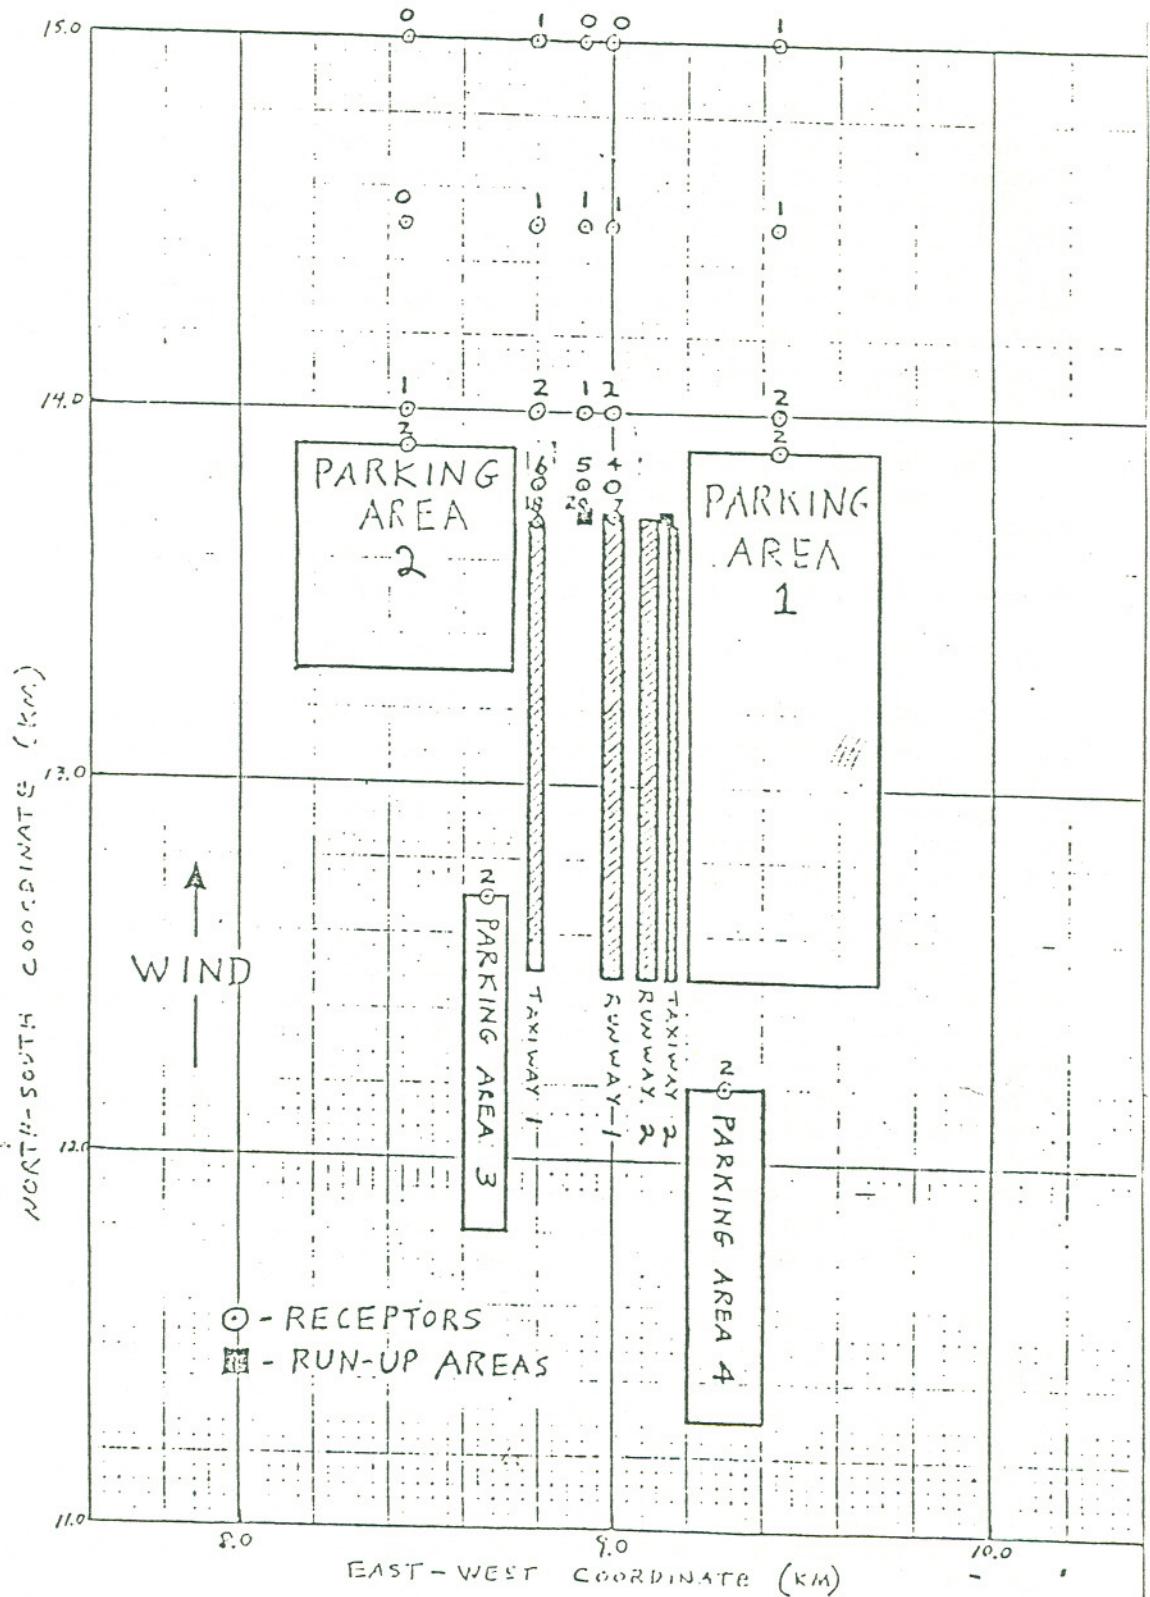 15.0
0 1 0 0 1
0 1 1 1 1
14.0
1 2 1 2 2
2 2
PARKING
AREA
2
16 5 4
18 7
PARKING
AREA
1
13.0
NORTH-SOUTH COORDINATE (KM)
WIND
2
PARKING AREA 3
TAXIWAY 1
RUNWAY 1
RUNWAY 2
TAXIWAY 2
2
PARKING AREA 4
12.0
- RECEPTORS
- RUN-UP AREAS
11.0
8.0 9.0 10.0
EAST-WEST COORDINATE (KM)